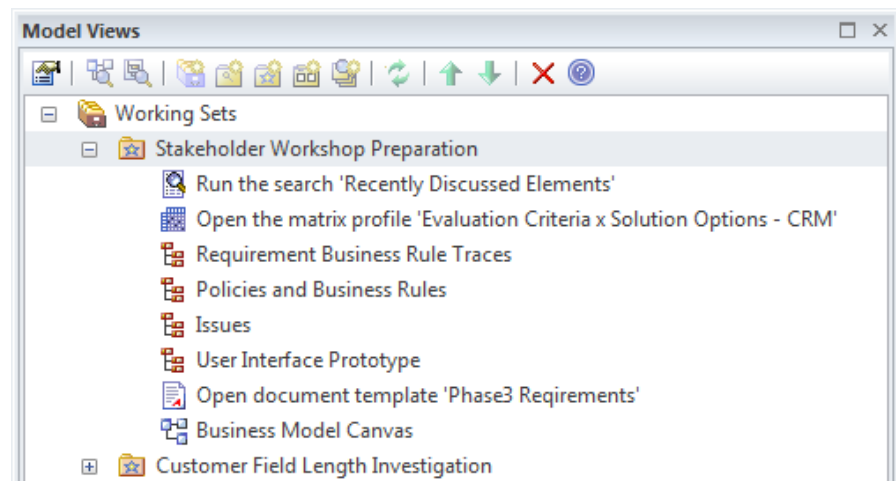 Model Views
Working Sets
Stakeholder Workshop Preparation
Run the search 'Recently Discussed Elements'
Open the matrix profile 'Evaluation Criteria x Solution Options - CRM'
Requirement Business Rule Traces
Policies and Business Rules
Issues
User Interface Prototype
Open document template 'Phase3 Reqirements'
Business Model Canvas
Customer Field Length Investigation